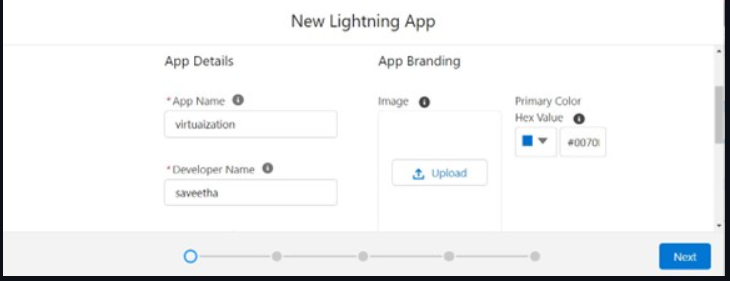 New Lightning App
App Details
App Branding
*App Name
Image
Primary Color
Hex Value
virtuaization
#0070
Upload
*Developer Name
saveetha
Next